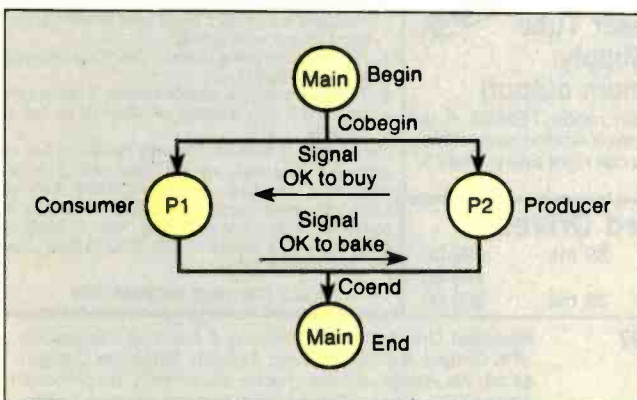 Main Begin
Cobegin
Signal
OK to buy
Consumer P1
P2 Producer
Signal
OK to bake
Coend
Main End